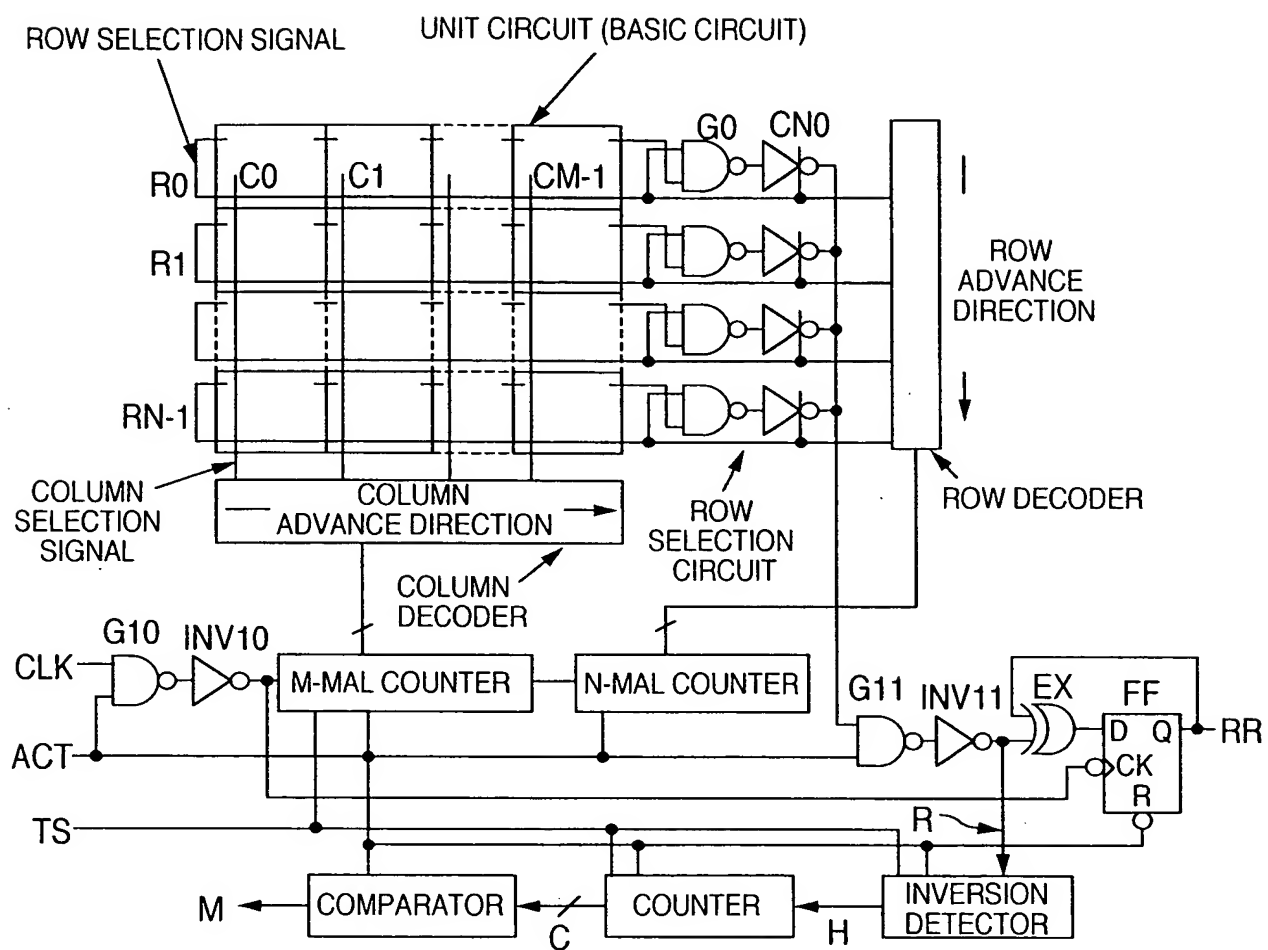 ROW SELECTION SIGNAL
UNIT CIRCUIT (BASIC CIRCUIT)
G0
CN0
R0
C0
C1
CM-1
R1
RN-1
ROW
ADVANCE
DIRECTION
COLUMN
SELECTION
SIGNAL
COLUMN
ADVANCE DIRECTION
ROW
SELECTION
CIRCUIT
ROW DECODER
COLUMN
DECODER
G10
INV10
CLK
M-MAL COUNTER
N-MAL COUNTER
G11
INV11
EX
FF
D
Q
RR
CK
R
ACT
TS
R
M
COMPARATOR
C
COUNTER
H
INVERSION
DETECTOR